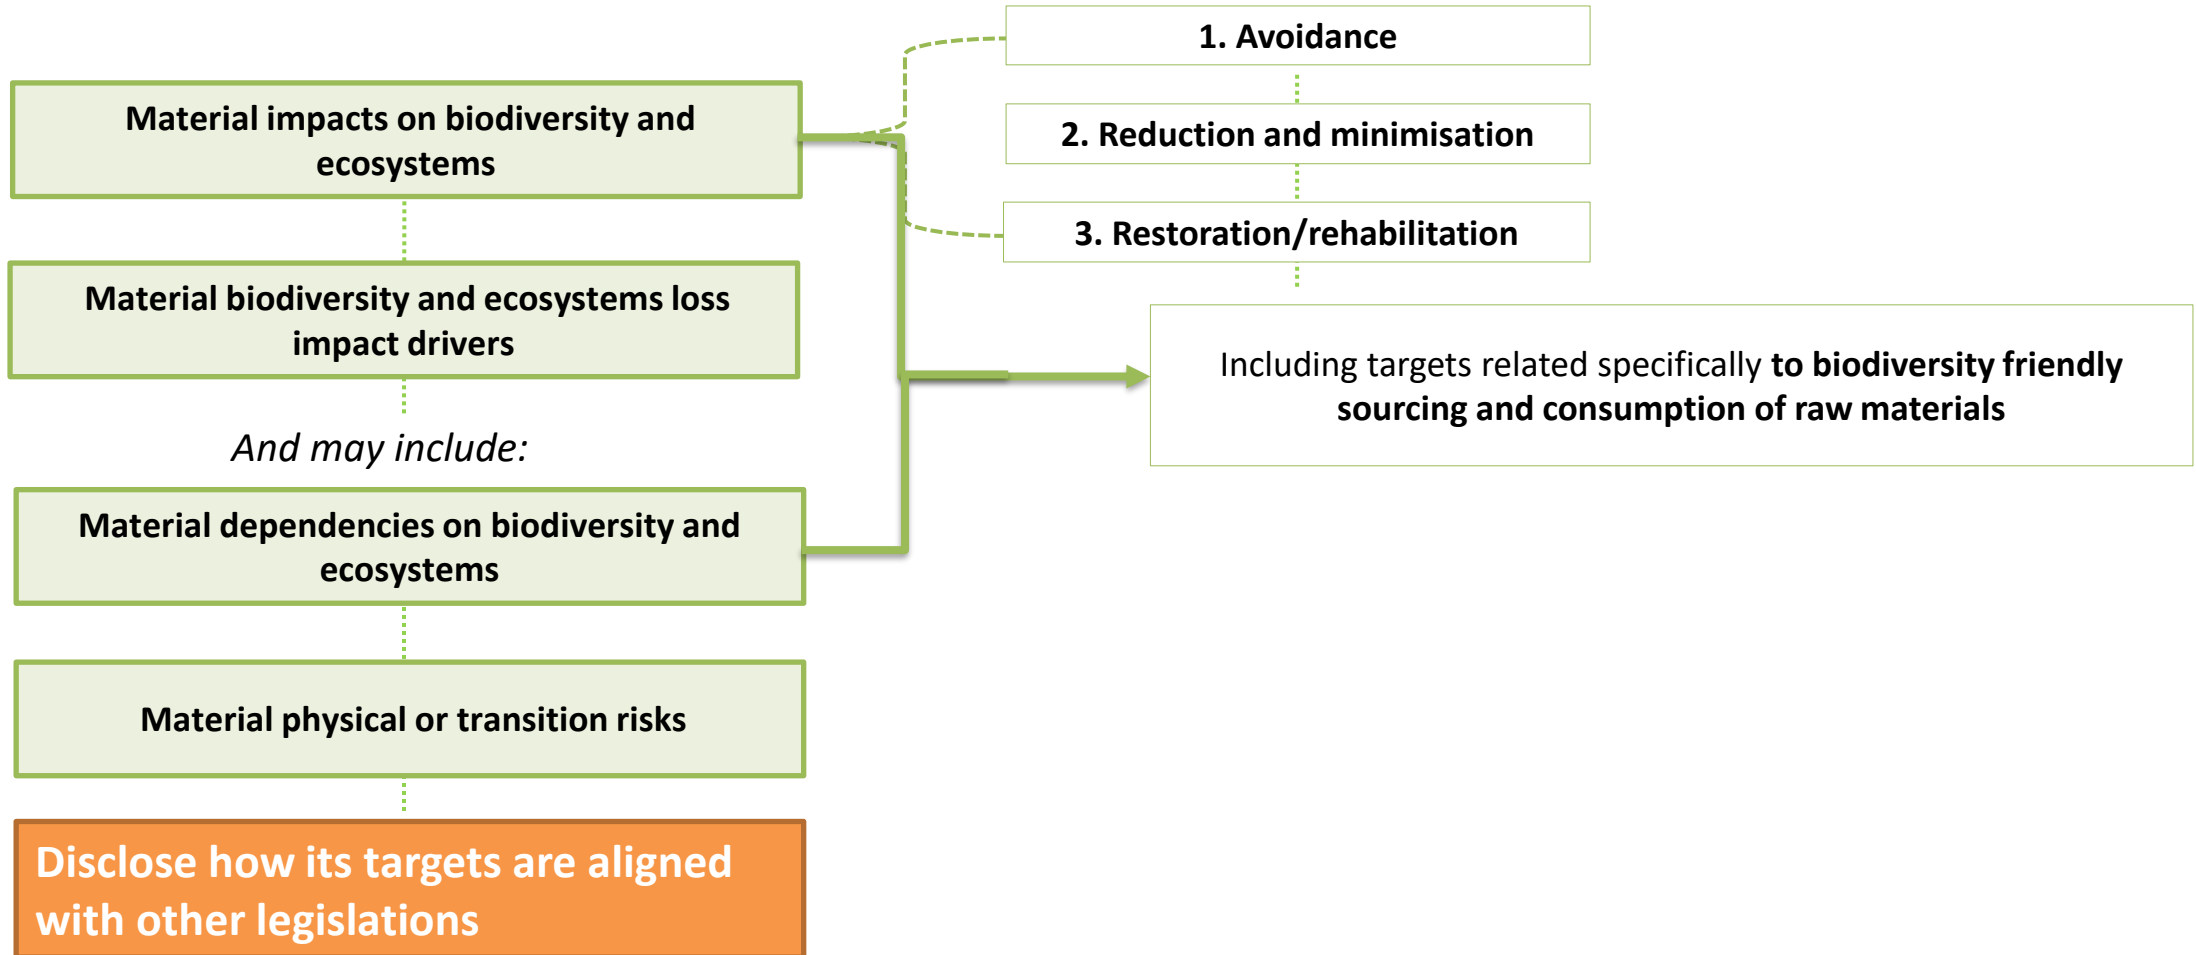 Material impacts on biodiversity and
ecosystems
Material biodiversity and ecosystems loss
impact drivers
And may include:
Material dependencies on biodiversity and
ecosystems
Material physical or transition risks
Disclose how its targets are aligned
with other legislations
1. Avoidance
2. Reduction and minimisation
3. Restoration/rehabilitation
Including targets related specifically to biodiversity friendly
sourcing and consumption of raw materials